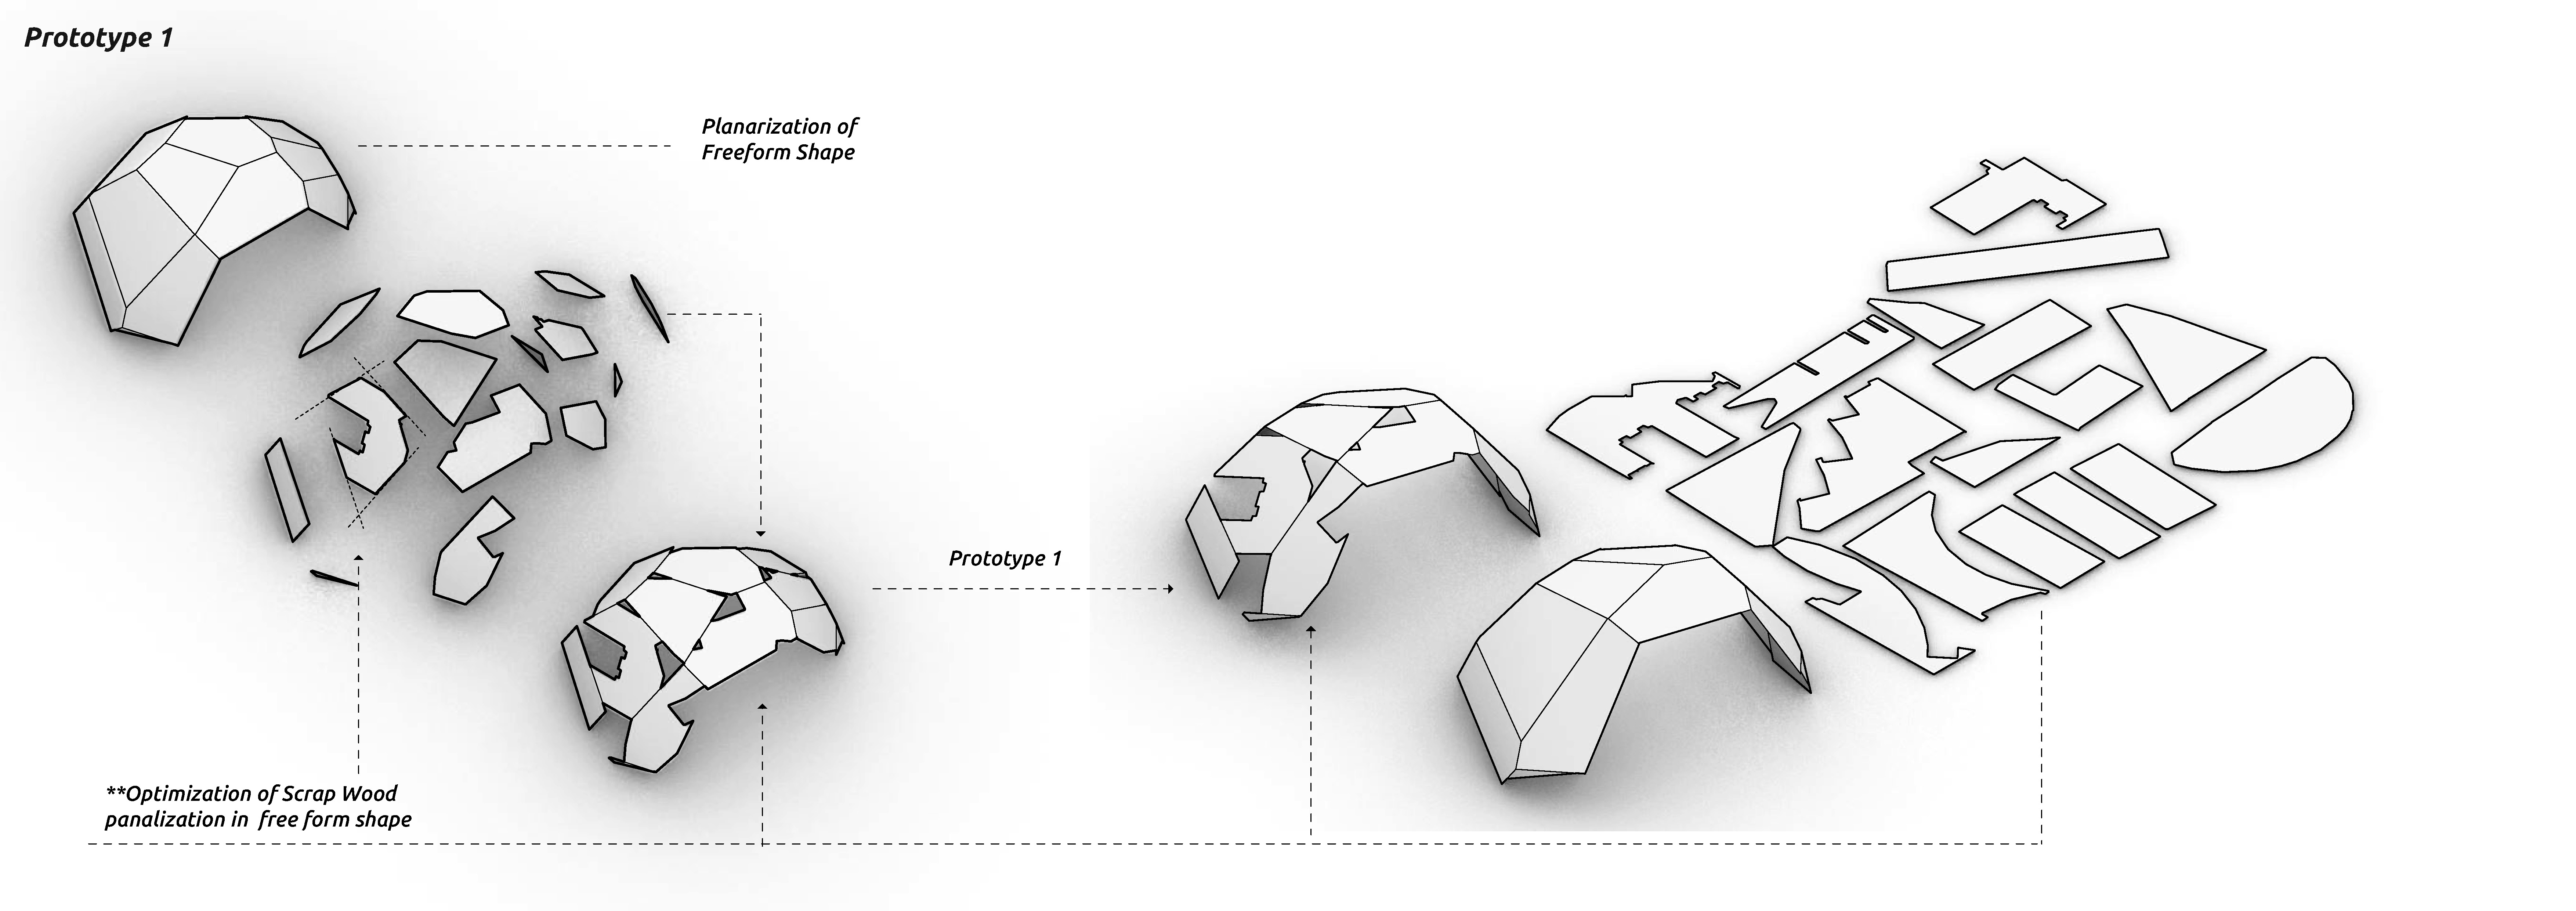 Prototype 1
Planarization of
Freeform Shape
Prototype 1
**Optimization of Scrap Wood
panalization in free form shape